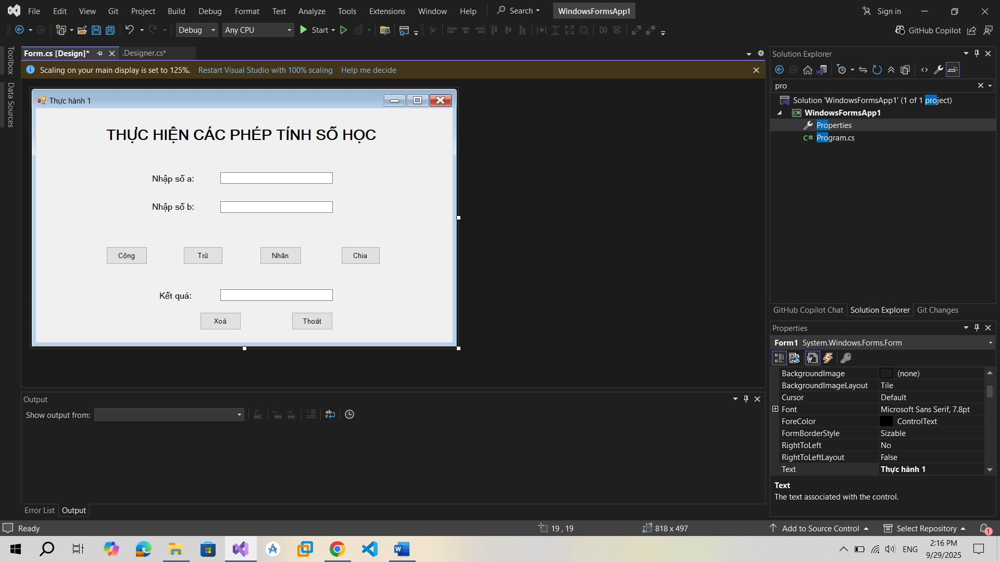 File Edit View Git Project Build Debug Format Test Analyze Tools Extensions Window Help Search WindowsFormsApp1 Sign in
Debug Any CPU Start GitHub Copilot
Toolbox
Data Sources
Form.cs [Design]* .Designer.cs*
Scaling on your main display is set to 125%. Restart Visual Studio with 100% scaling Help me decide
Thực hành 1
THỰC HIỆN CÁC PHÉP TÍNH SỐ HỌC
Nhập số a:
Nhập số b:
Cộng Trừ Nhân Chia
Kết quả:
Xoá Thoát
Output
Show output from:
Error List Output
Solution Explorer
pro
Solution 'WindowsFormsApp1' (1 of 1 project)
WindowsFormsApp1
Properties
Program.cs
GitHub Copilot Chat Solution Explorer Git Changes
Properties
Form1 System.Windows.Forms.Form
BackgroundImage (none)
BackgroundImageLayout Tile
Cursor Default
Font Microsoft Sans Serif, 7.8pt
ForeColor ControlText
FormBorderStyle Sizable
RightToLeft No
RightToLeftLayout False
Text Thực hành 1
Text
The text associated with the control.
Ready 19 , 19 818 x 497 Add to Source Control Select Repository 1
ENG 2:16 PM
9/29/2025